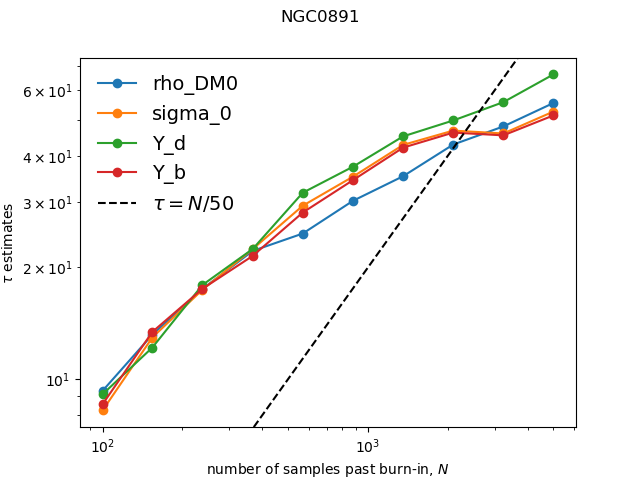 NGC0891
rho_DM0
sigma_0
Y_d
Y_b
τ = N/50
6 × 10¹
4 × 10¹
3 × 10¹
2 × 10¹
10¹
τ estimates
10² 10³
number of samples past burn-in, N